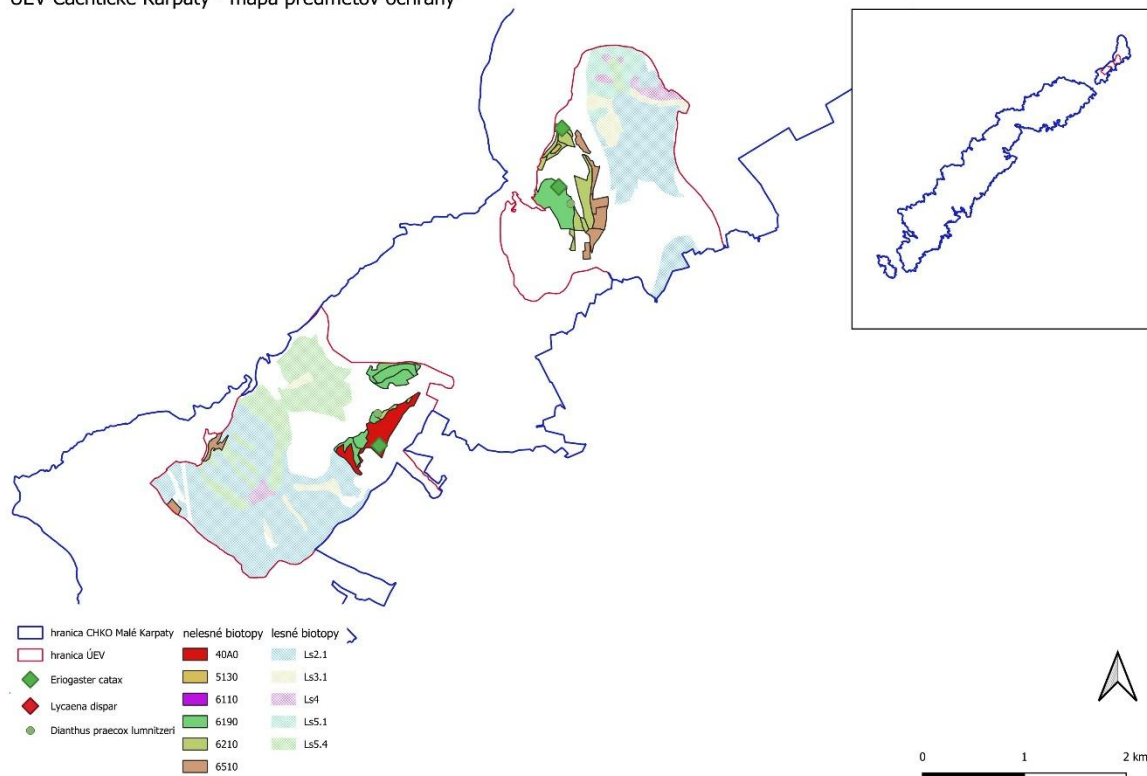 ÚEV Čachtické Karpaty - mapa predmetov ochrany
hranica CHKO Malé Karpaty
hranica ÚEV
Eriogaster catax
Lycaena dispar
Dianthus praecox lumnitzeri
nelesné biotopy
40A0
5130
6110
6190
6210
6510
lesné biotopy
Ls2.1
Ls3.1
Ls4
Ls5.1
Ls5.4
0 1 2 km